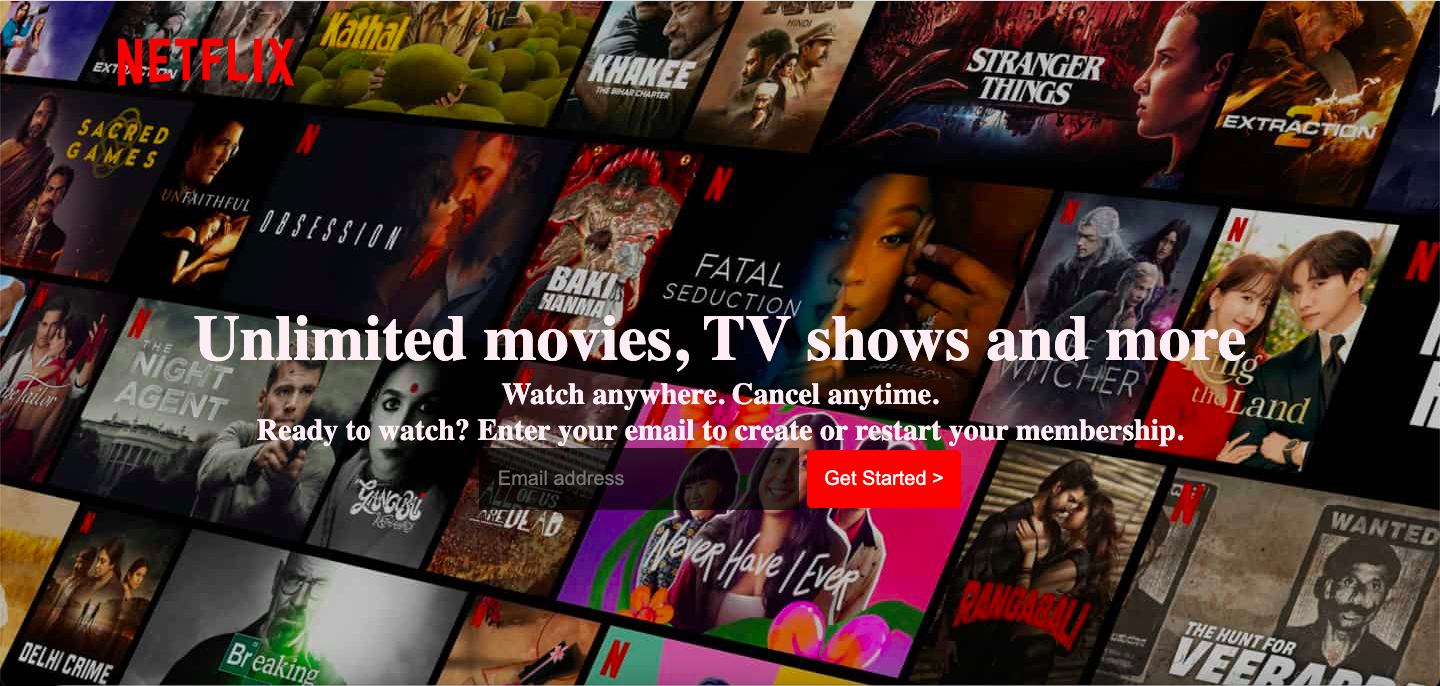 NETFLIX
EXTRACTION
Kathal
KHAKEE
THE BIHAR CHAPTER
HINDI
STRANGER
THINGS
EXTRACTION
2
SACRED
GAMES
UNFAITHFUL
N
OBSESSION
BAKI
HANMA
N
FATAL
SEDUCTION
N
THE
WITCHER
N
King
the Land
N
Unlimited movies, TV shows and more
Watch anywhere. Cancel anytime.
Ready to watch? Enter your email to create or restart your membership.
Email address
Get Started >
N
the Tailor
N
THE
NIGHT
AGENT
GANGUBAI
KATHIAWADI
N
ALL OF US
ARE DEAD
N
Never Have I Ever
RANGABALI
N
WANTED
THE HUNT FOR
N
DELHI CRIME
Breaking
N
N